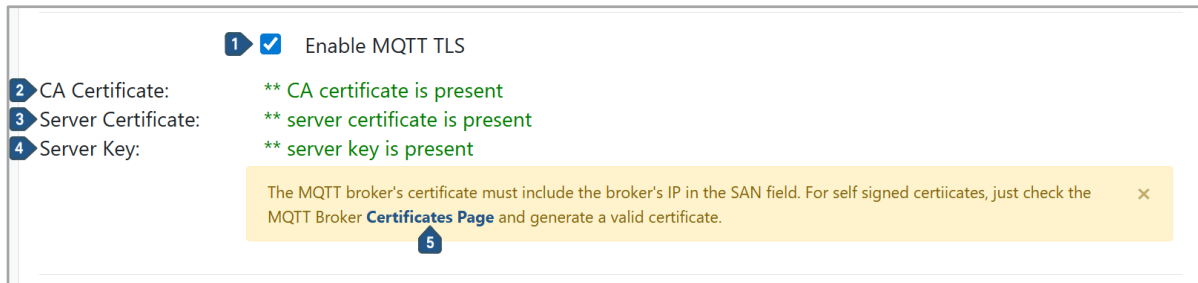 1 Enable MQTT TLS
2 CA Certificate: ** CA certificate is present
3 Server Certificate: ** server certificate is present
4 Server Key: ** server key is present
The MQTT broker's certificate must include the broker's IP in the SAN field. For self signed certiicates, just check the ×
MQTT Broker Certificates Page and generate a valid certificate.
5